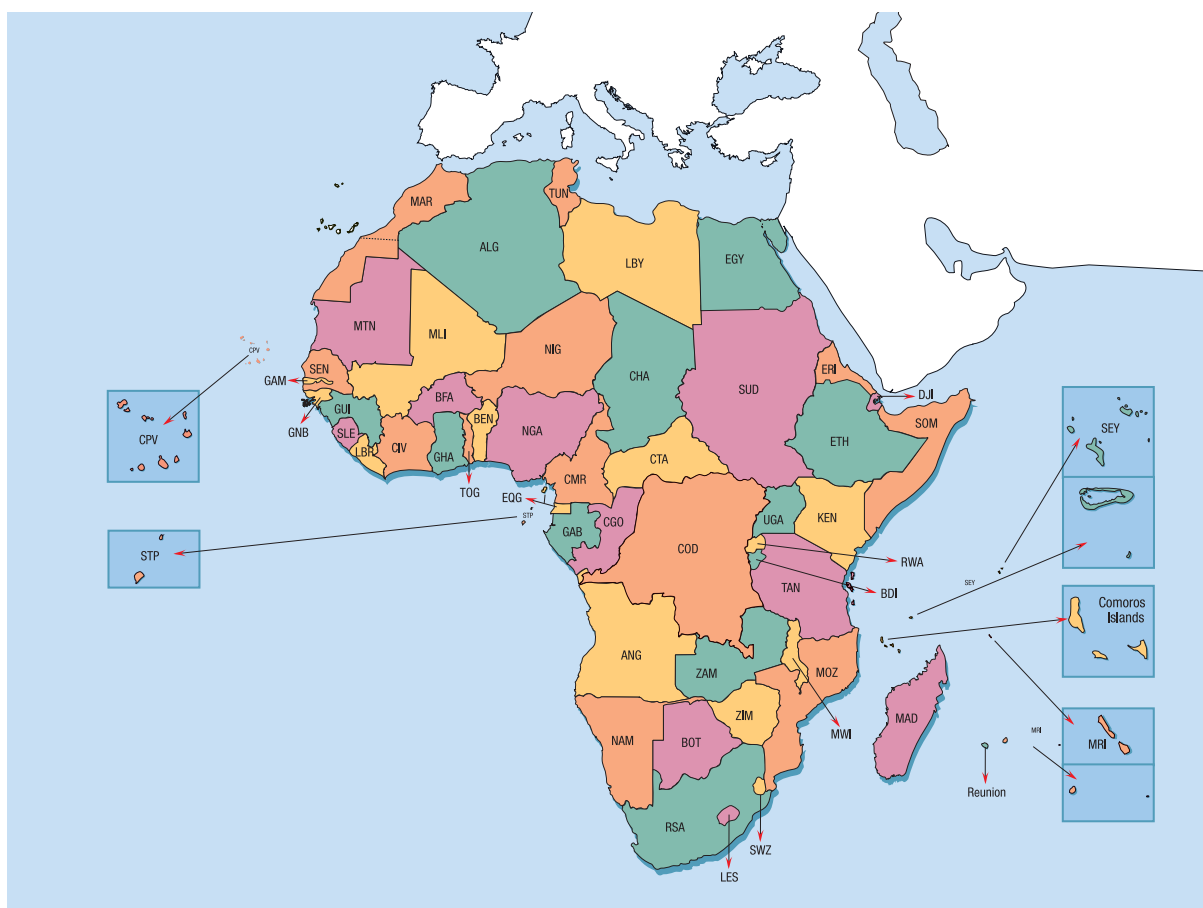 TUN
MAR
ALG
LBY
EGY
MTN
MLI
NIG
CPV
SEN
ERI
CHA
GAM
SUD
DJI
BFA
GUI
SOM
BEN
SEY
GNB
NGA
SLE
CPV
CIV
ETH
LBR
GHA
CTA
CMR
TOG
EQG
STP
KEN
UGA
CGO
GAB
COD
STP
RWA
SEY
TAN
BDI
Comoros
Islands
ANG
ZAM
MOZ
MAD
ZIM
MRI
MWI
NAM
BOT
MRI
Reunion
RSA
SWZ
LES